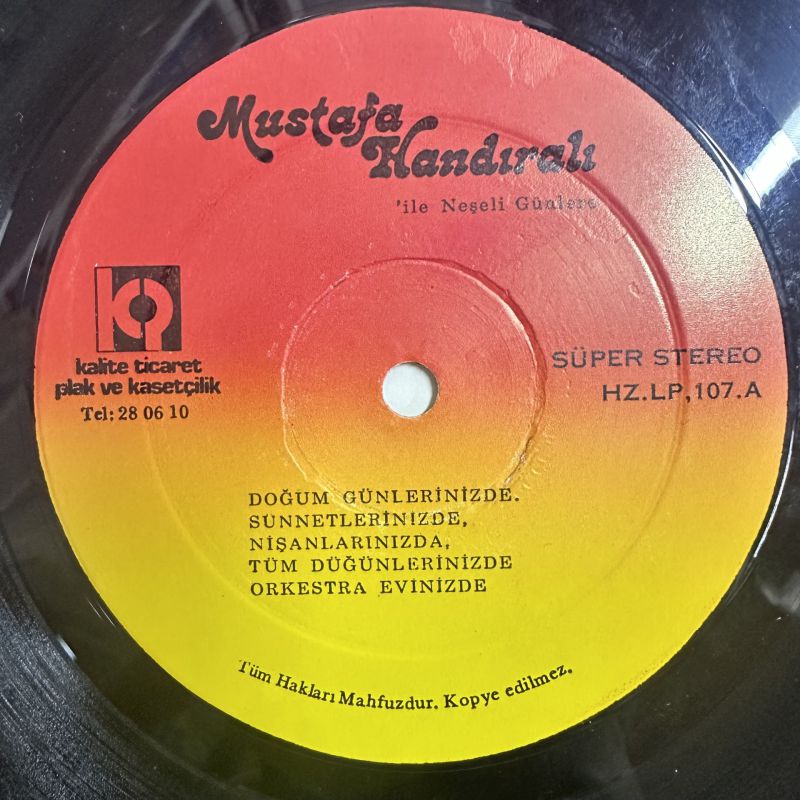 Mustafa
Handıralı
'ile Neşeli Günlere
kalite ticaret
plak ve kasetçilik
Tel: 28 06 10
SÜPER STEREO
HZ.LP,107.A
DOĞUM GÜNLERİNİZDE.
SUNNETLERİNİZDE,
NİŞANLARINIZDA,
TÜM DÜĞÜNLERİNİZDE
ORKESTRA EVİNİZDE
Tüm Hakları Mahfuzdur. Kopye edilmez.